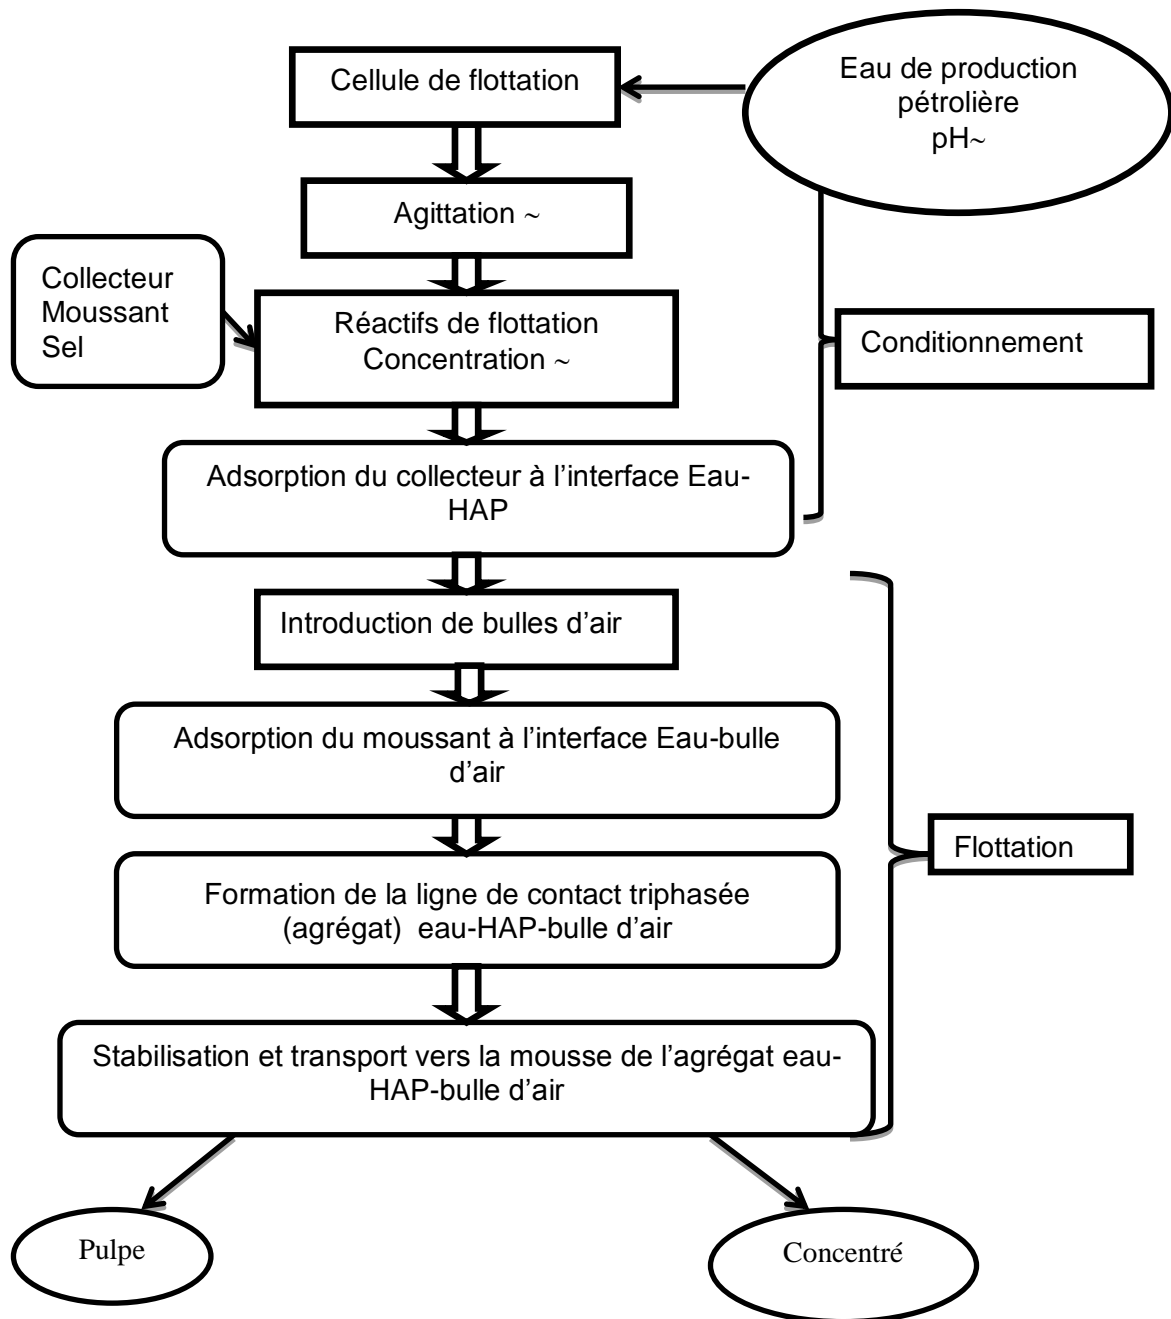 Cellule de flottation
Eau de production
pétrolière
pH~
Agittation ~
Collecteur
Moussant
Sel
Réactifs de flottation
Concentration ~
Conditionnement
Adsorption du collecteur à l’interface Eau-
HAP
Introduction de bulles d’air
Adsorption du moussant à l’interface Eau-bulle
d’air
Flottation
Formation de la ligne de contact triphasée
(agrégat) eau-HAP-bulle d’air
Stabilisation et transport vers la mousse de l’agrégat eau-
HAP-bulle d’air
Pulpe
Concentré